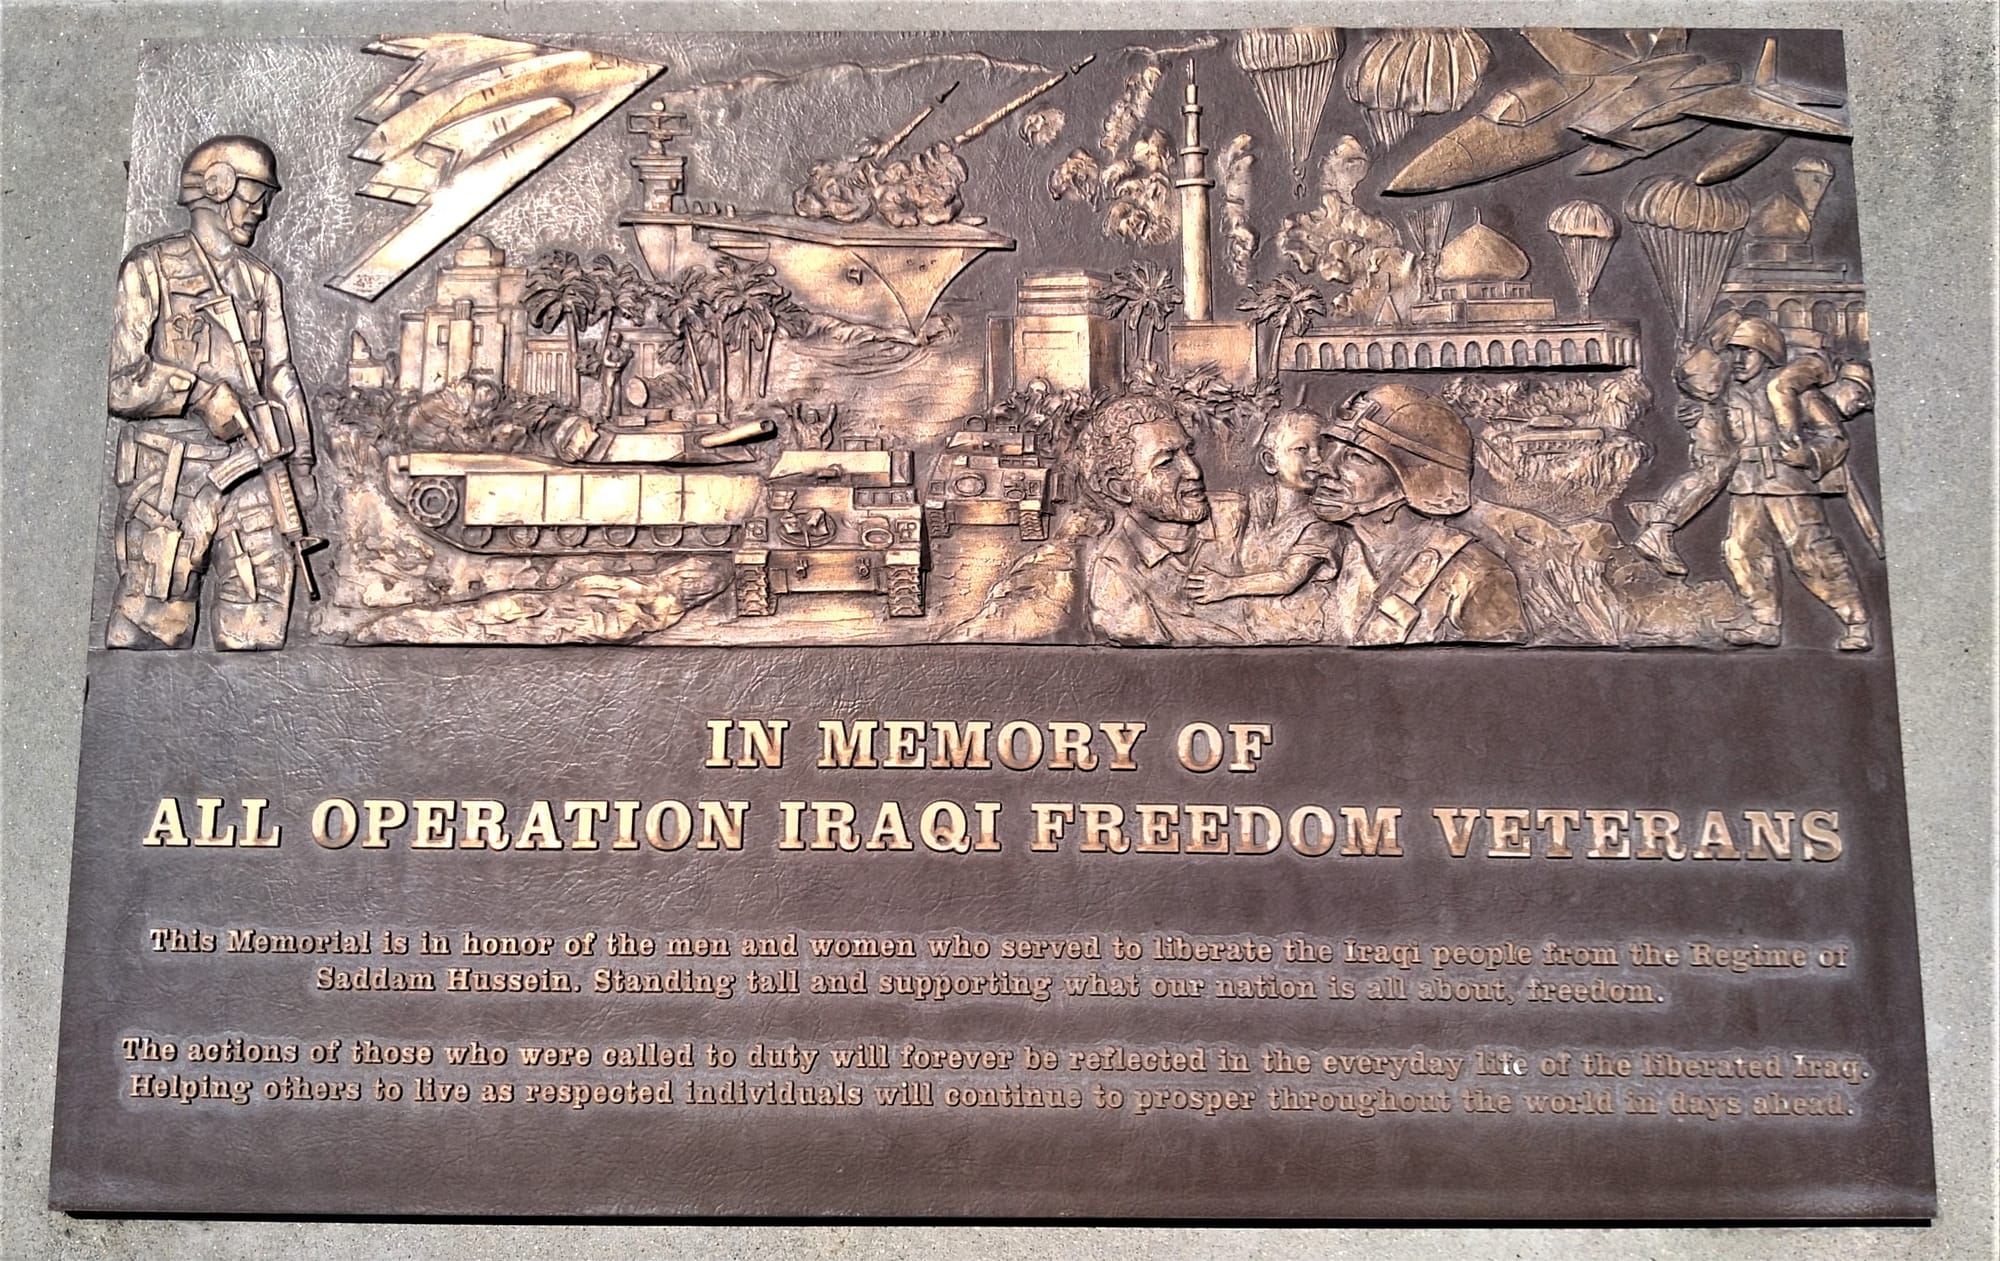 IN MEMORY OF
ALL OPERATION IRAQI FREEDOM VETERANS
This Memorial is in honor of the men and women who served to liberate the Iraqi people from the Regime of
Saddam Hussein. Standing tall and supporting what our nation is all about, freedom.
The actions of those who were called to duty will forever be reflected in the everyday life of the liberated Iraq.
Helping others to live as respected individuals will continue to prosper throughout the world in days ahead.